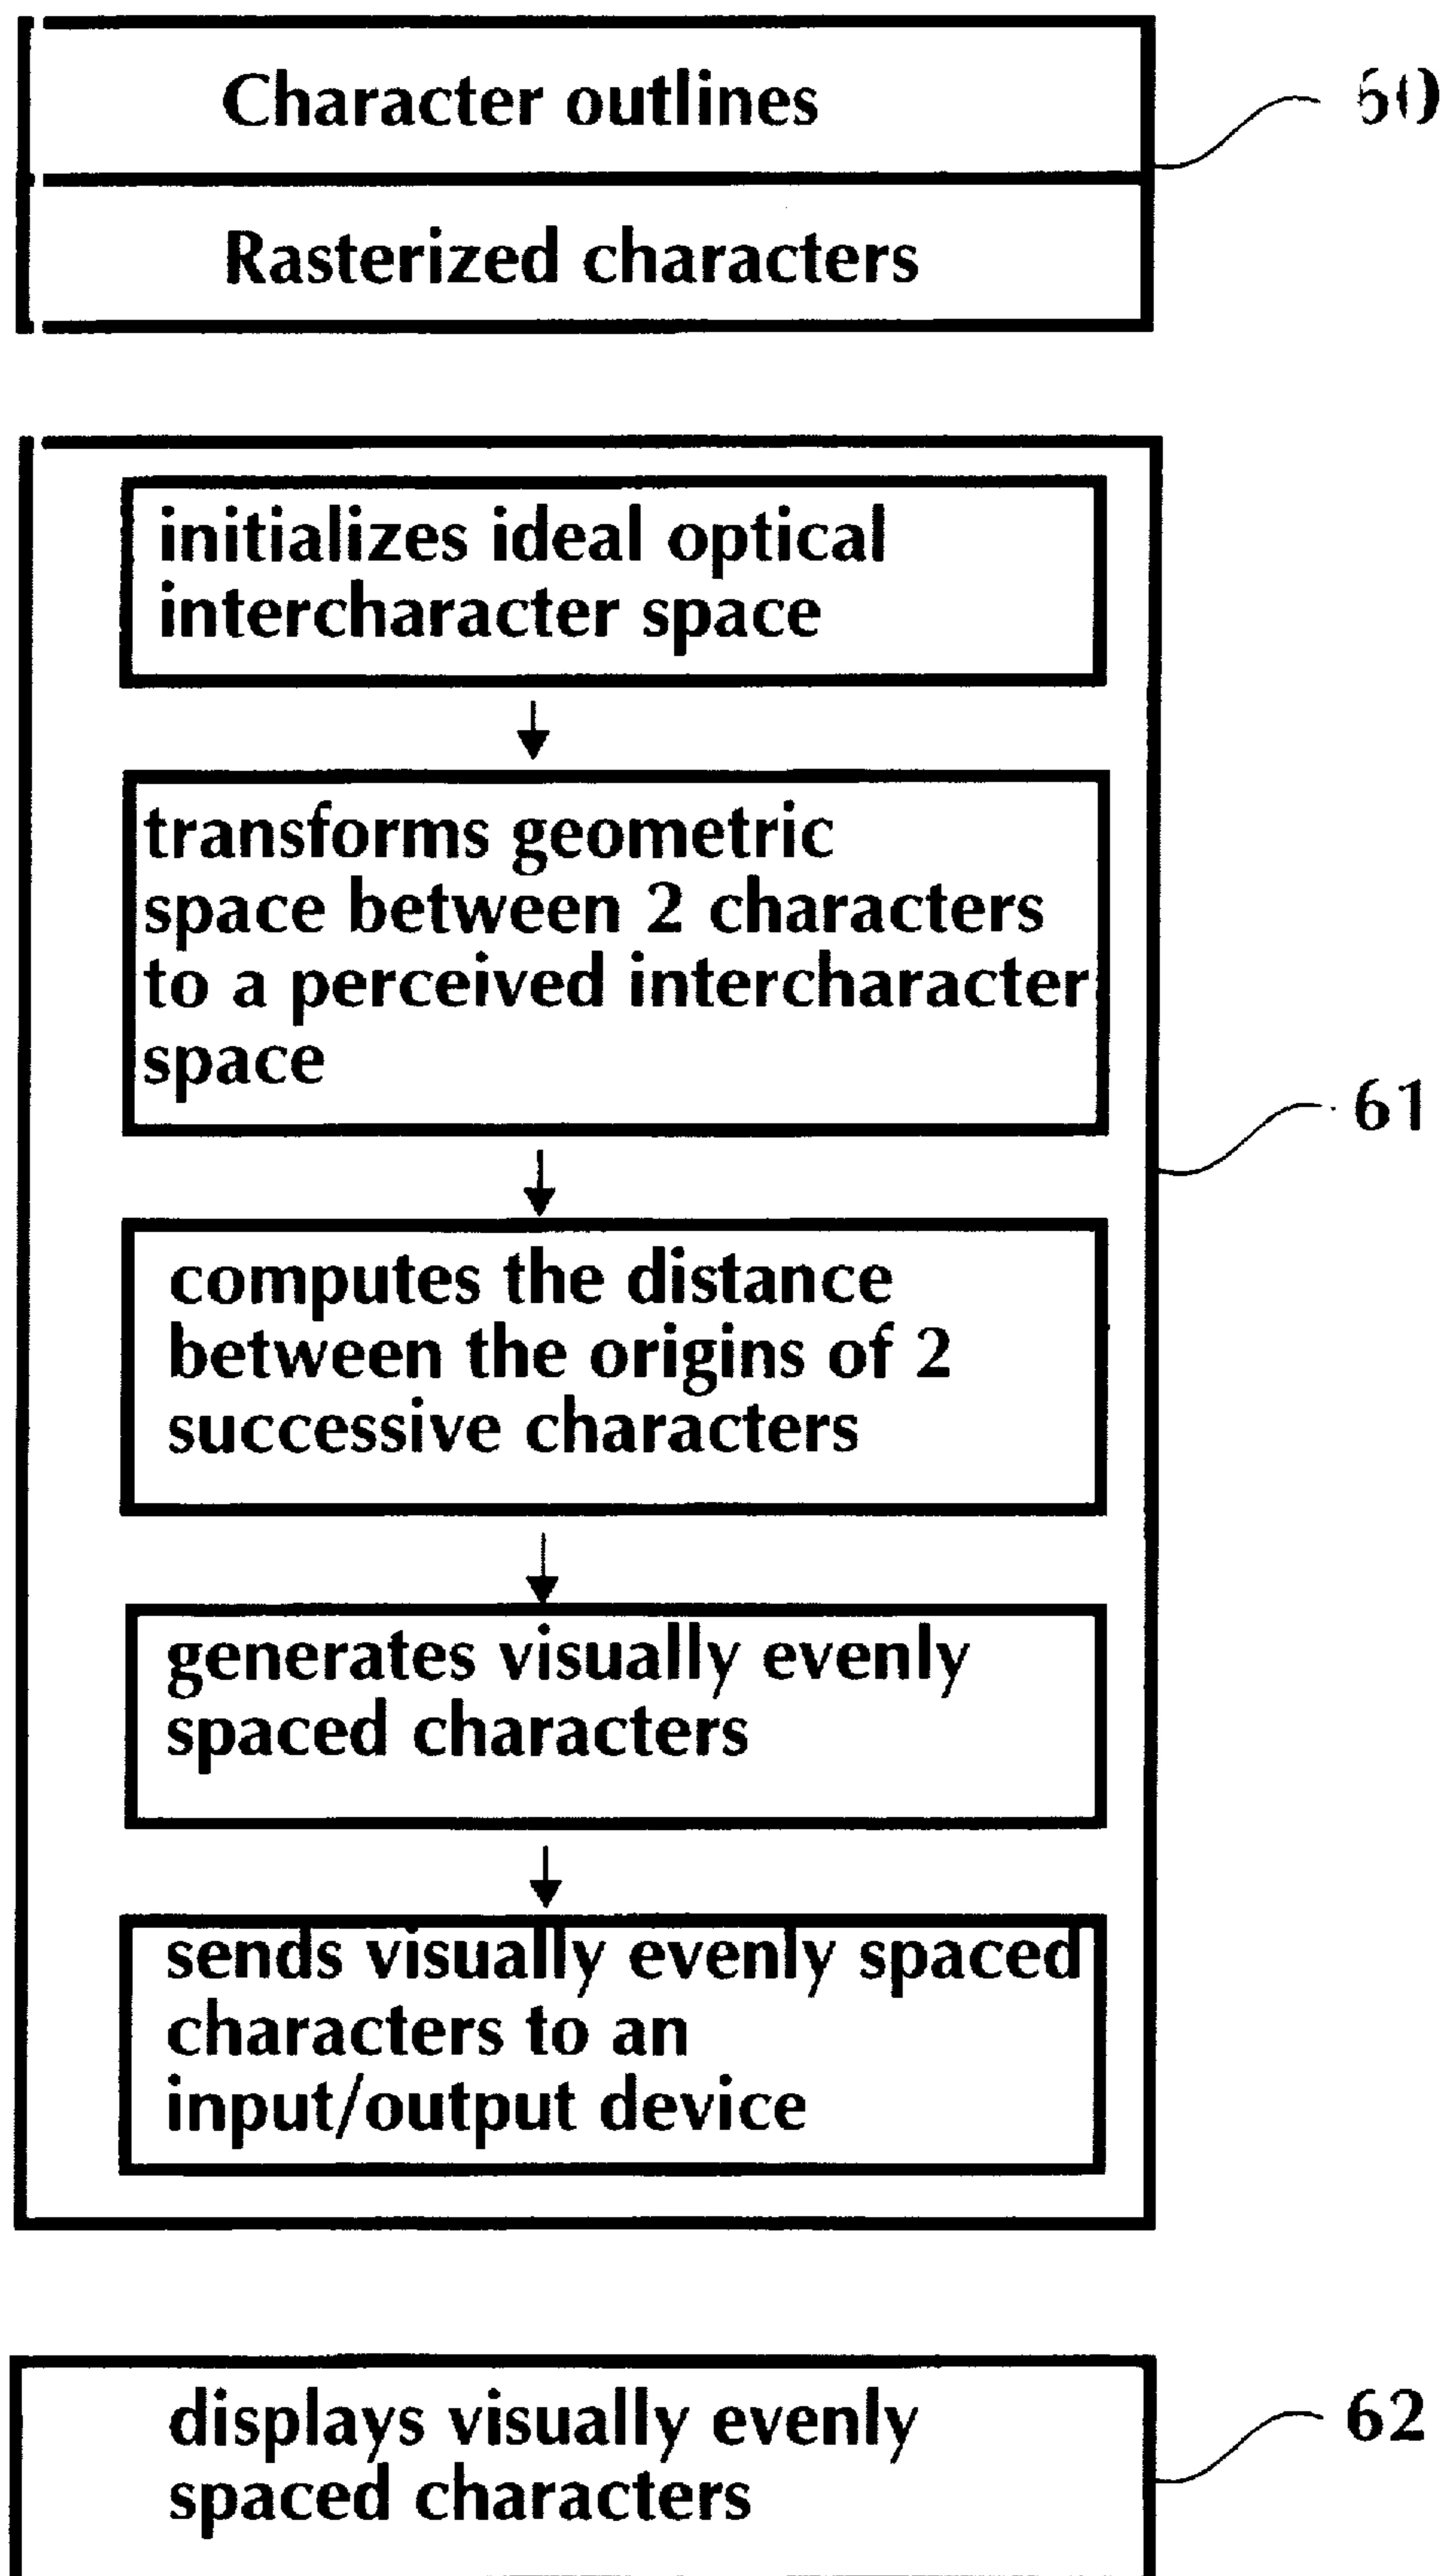 Character outlines
60
Rasterized characters
initializes ideal optical
intercharacter space
transforms geometric
space between 2 characters
to a perceived intercharacter
space
61
computes the distance
between the origins of 2
successive characters
generates visually evenly
spaced characters
sends visually evenly spaced
characters to an
input/output device
displays visually evenly
spaced characters
62